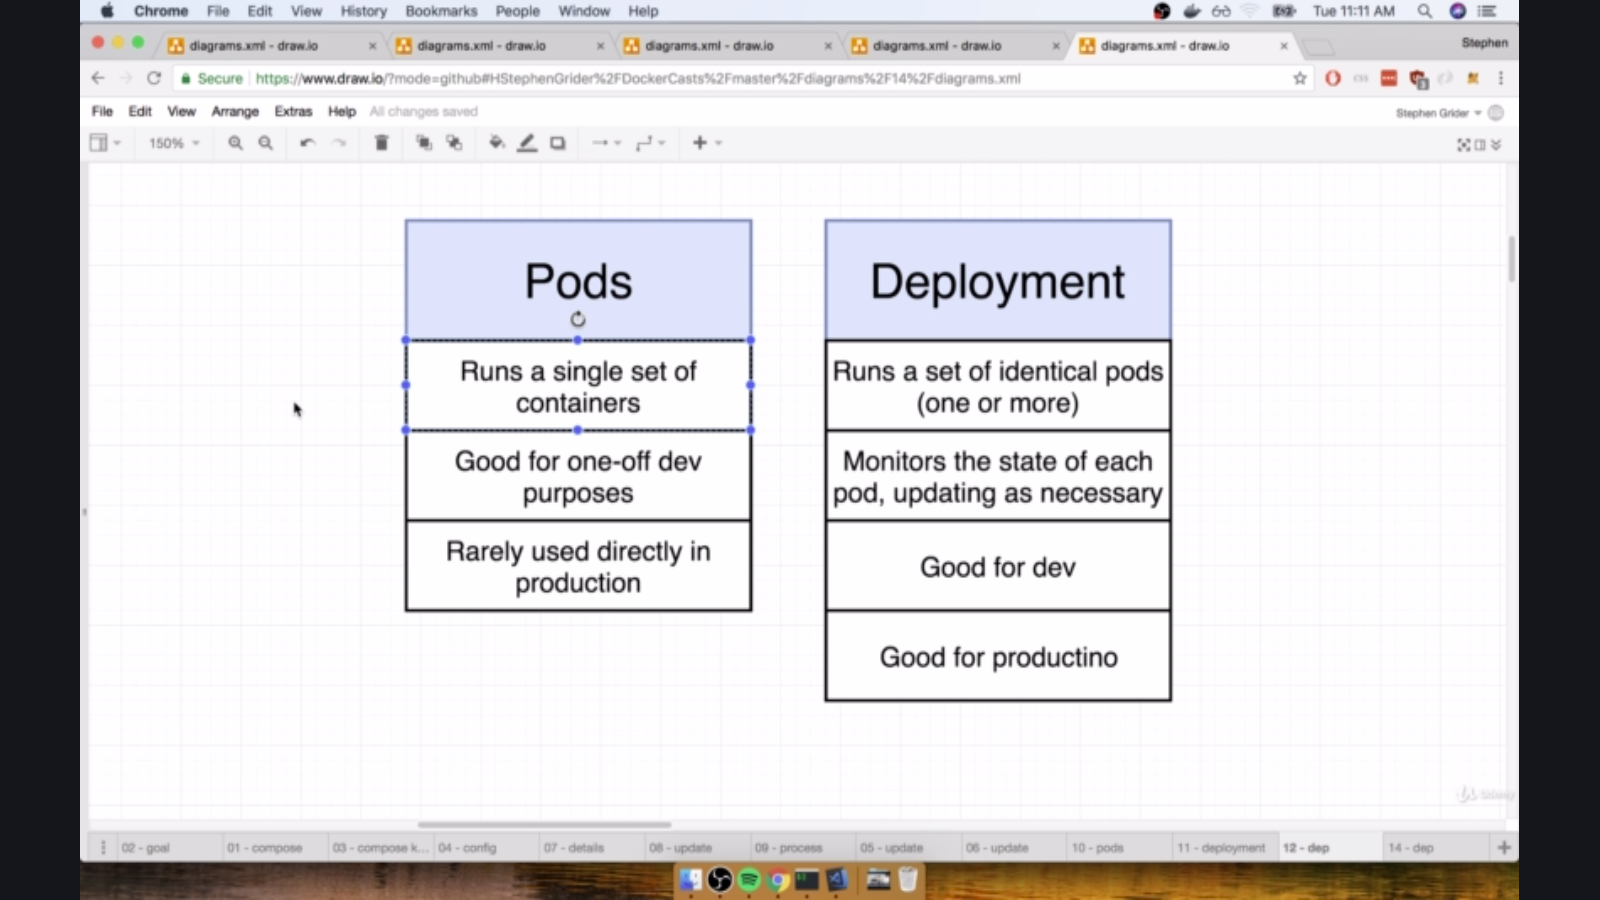 Chrome File Edit View History Bookmarks People Window Help Tue 11:11 AM
diagrams.xml - draw.io diagrams.xml - draw.io diagrams.xml - draw.io diagrams.xml - draw.io diagrams.xml - draw.io Stephen
Secure https://www.draw.io/?mode=github#HStephenGrider%2FDockerCasts%2Fmaster%2Fdiagrams%2F14%2Fdiagrams.xml
File Edit View Arrange Extras Help All changes saved Stephen Grider
150%
Pods
Runs a single set of
containers
Good for one-off dev
purposes
Rarely used directly in
production
Deployment
Runs a set of identical pods
(one or more)
Monitors the state of each
pod, updating as necessary
Good for dev
Good for productino
Udemy
02 - goal 01 - compose 03 - compose k... 04 - config 07 - details 08 - update 09 - process 05 - update 06 - update 10 - pods 11 - deployment 12 - dep 14 - dep